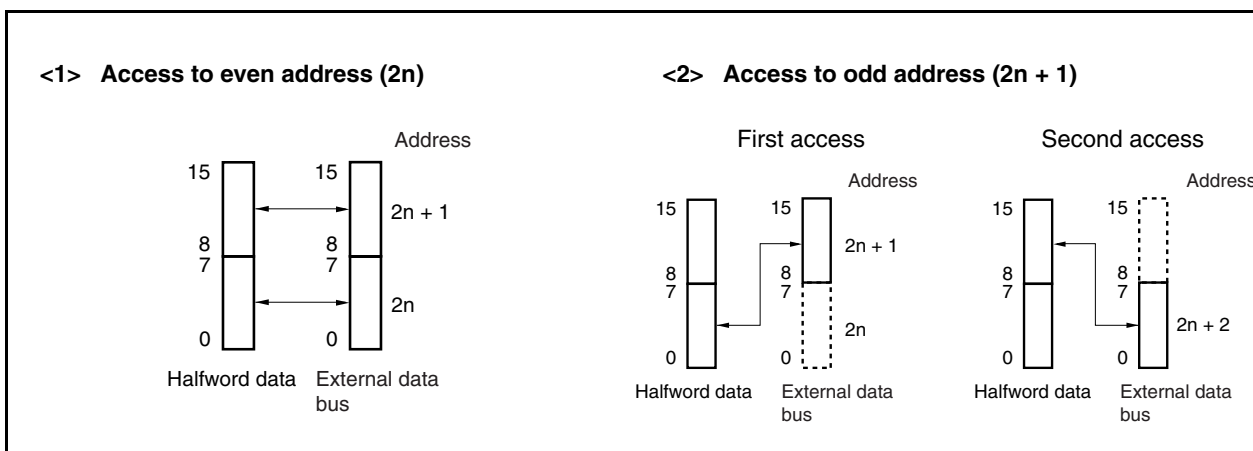 <1> Access to even address (2n)
Address
15
15
2n + 1
8
8
7
7
2n
0
0
Halfword data
External data
bus
<2> Access to odd address (2n + 1)
First access
Address
15
15
2n + 1
8
8
7
7
2n
0
0
Halfword data
External data
bus
Second access
Address
15
15
8
8
7
7
2n + 2
0
0
Halfword data
External data
bus